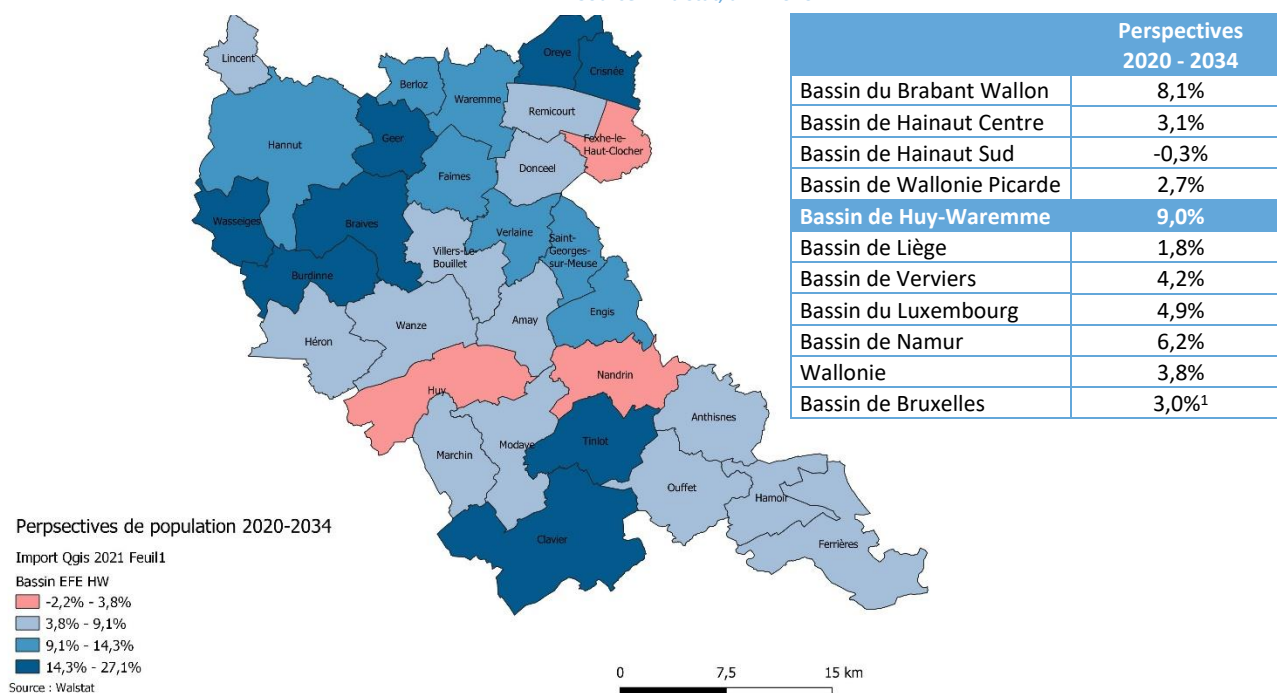 Perspectives
2020 - 2034
Bassin du Brabant Wallon 8,1%
Bassin de Hainaut Centre 3,1%
Bassin de Hainaut Sud -0,3%
Bassin de Wallonie Picarde 2,7%
Bassin de Huy-Waremme 9,0%
Bassin de Liège 1,8%
Bassin de Verviers 4,2%
Bassin du Luxembourg 4,9%
Bassin de Namur 6,2%
Wallonie 3,8%
Bassin de Bruxelles 3,0%¹
Lincent
Oreye
Crisnée
Berloz
Waremme
Remicourt
Hannut
Geer
Fexhe-le-
Haut-Clocher
Donceel
Faimes
Wasseiges
Braives
Verlaine
Saint-
Georges-
sur-Meuse
Villers-Le-
Bouillet
Burdinne
Engis
Amay
Wanze
Héron
Nandrin
Huy
Anthisnes
Tinlot
Modave
Marchin
Ouffet
Hamoir
Clavier
Ferrières
Perpsectives de population 2020-2034
Import Qgis 2021 Feuil1
Bassin EFE HW
-2,2% - 3,8%
3,8% - 9,1%
9,1% - 14,3%
14,3% - 27,1%
Source : Walstat
0 7,5 15 km